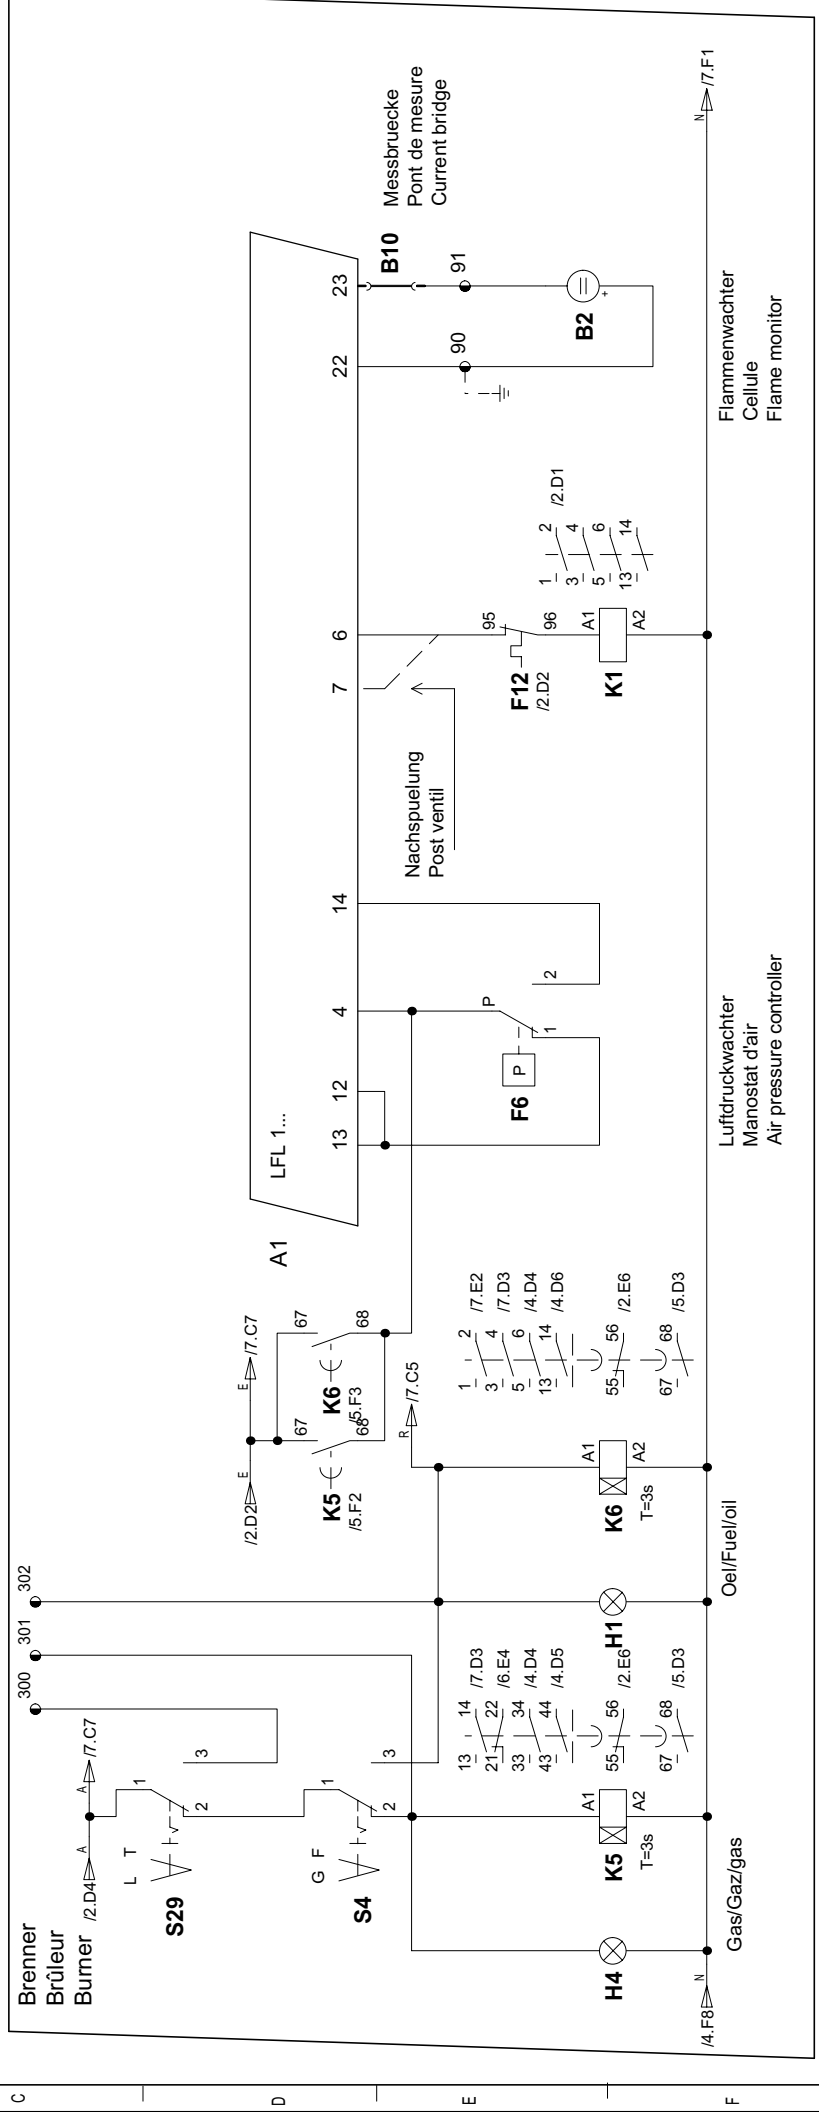 C
D
E
F
Brenner
Brûleur
Burner
/2.D4
A
A
/7.C7
300
301
302
L T
S29
1
2
3
G F
S4
1
2
3
/2.D2
E
E
/7.C7
K5
/5.F2
67
68
K6
/5.F3
67
68
R
/7.C5
A1
LFL 1...
13
12
4
14
7
6
22
23
F6
P
P
1
2
Nachspuelung
Post ventil
F12
/2.D2
95
96
90
91
B10
Messbruecke
Pont de mesure
Current bridge
B2
+
H4
K5
T=3s
A1
A2
13 14 /7.D3
21 22 /6.E4
33 34 /4.D4
43 44 /4.D5
55 56 /2.E6
67 68 /5.D3
H1
K6
T=3s
A1
A2
1 2 /7.E2
3 4 /7.D3
5 6 /4.D4
13 14 /4.D6
55 56 /2.E6
67 68 /5.D3
K1
A1
A2
1 2 /2.D1
3 4
5 6
13 14
/4.F8
N
N
/7.F1
Gas/Gaz/gas
Oel/Fuel/oil
Luftdruckwachter
Manostat d'air
Air pressure controller
Flammenwachter
Cellule
Flame monitor